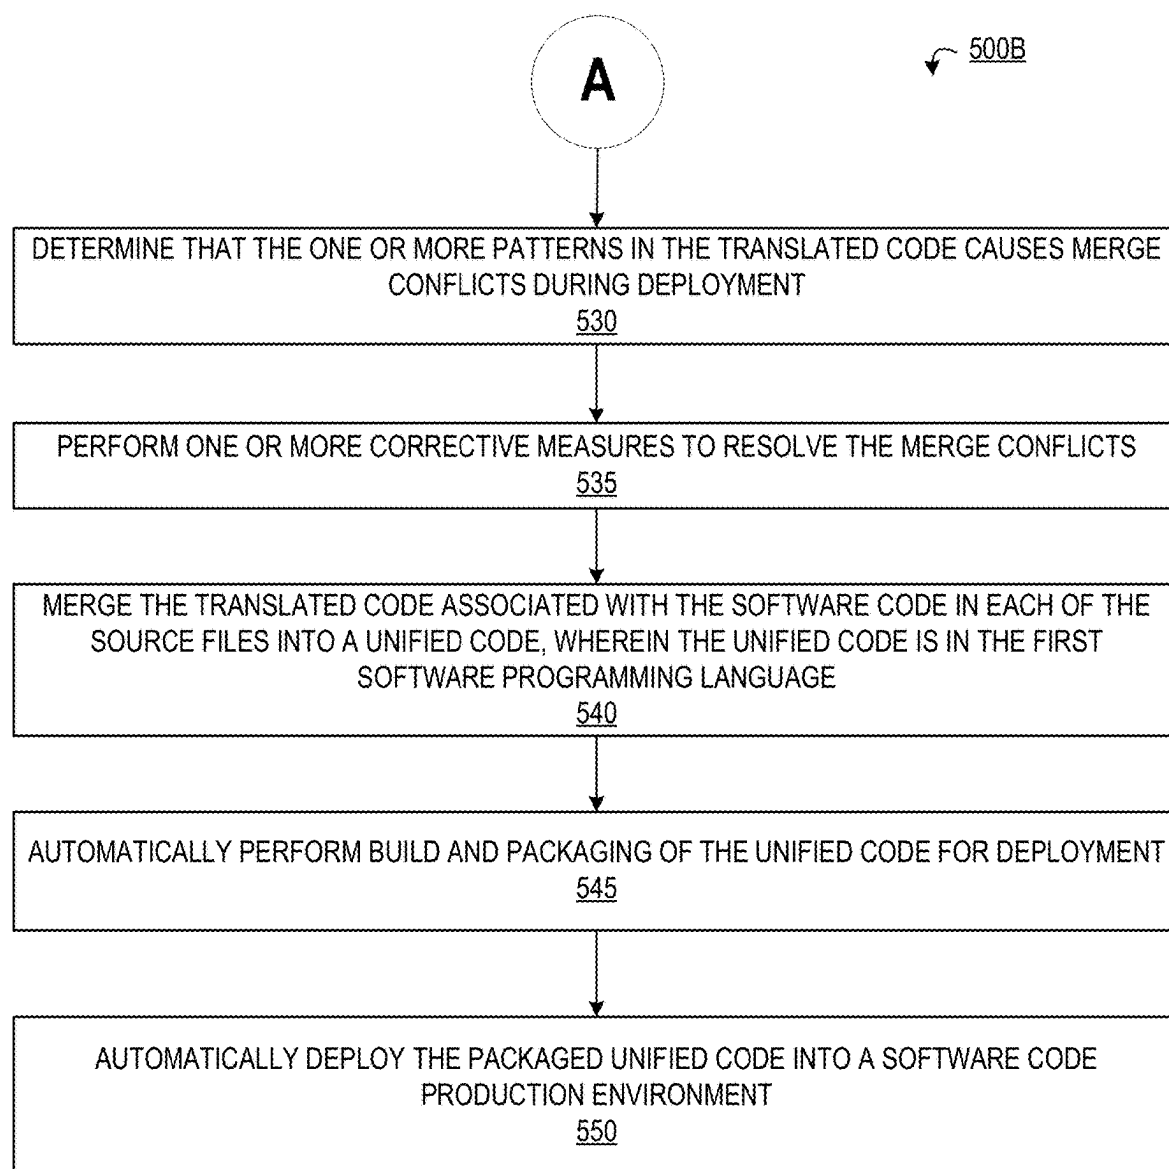 A
500B
DETERMINE THAT THE ONE OR MORE PATTERNS IN THE TRANSLATED CODE CAUSES MERGE
CONFLICTS DURING DEPLOYMENT
530
PERFORM ONE OR MORE CORRECTIVE MEASURES TO RESOLVE THE MERGE CONFLICTS
535
MERGE THE TRANSLATED CODE ASSOCIATED WITH THE SOFTWARE CODE IN EACH OF THE
SOURCE FILES INTO A UNIFIED CODE, WHEREIN THE UNIFIED CODE IS IN THE FIRST
SOFTWARE PROGRAMMING LANGUAGE
540
AUTOMATICALLY PERFORM BUILD AND PACKAGING OF THE UNIFIED CODE FOR DEPLOYMENT
545
AUTOMATICALLY DEPLOY THE PACKAGED UNIFIED CODE INTO A SOFTWARE CODE
PRODUCTION ENVIRONMENT
550